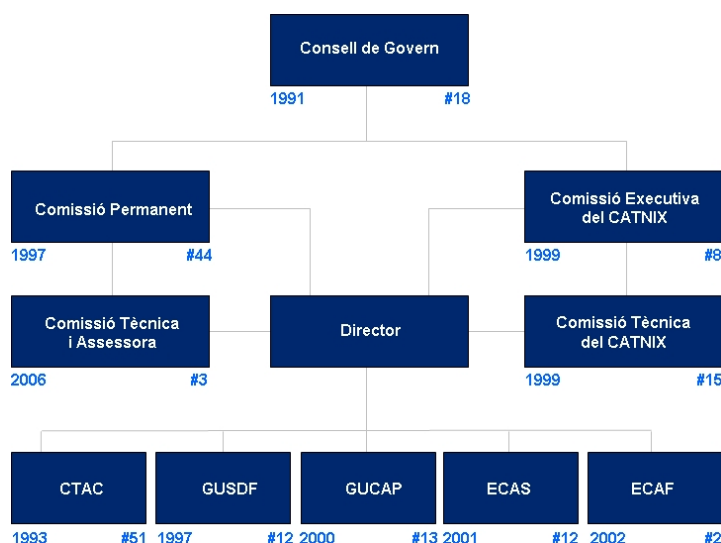 Consell de Govern
1991 #18
Comissió Permanent
Comissió Executiva
del CATNIX
1997 #44
1999 #8
Comissió Tècnica
i Assessora
Director
Comissió Tècnica
del CATNIX
2006 #3
1999 #15
CTAC
GUSDF
GUCAP
ECAS
ECAF
1993 #51
1997 #12
2000 #13
2001 #12
2002 #2